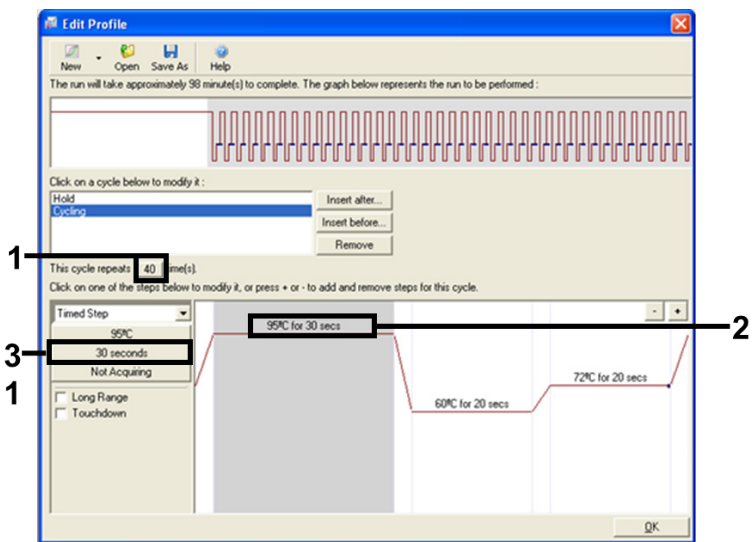 Edit Profile
New Open Save As Help
The run will take approximately 98 minute(s) to complete. The graph below represents the run to be performed :
Click on a cycle below to modify it :
Hold
Cycling
Insert after...
Insert before...
Remove
1
This cycle repeats 40 time(s).
Click on one of the steps below to modify it, or press + or - to add and remove steps for this cycle.
Timed Step
- +
95ºC
95ºC for 30 secs
2
3
30 seconds
Not Acquiring
72ºC for 20 secs
1
Long Range
60ºC for 20 secs
Touchdown
OK